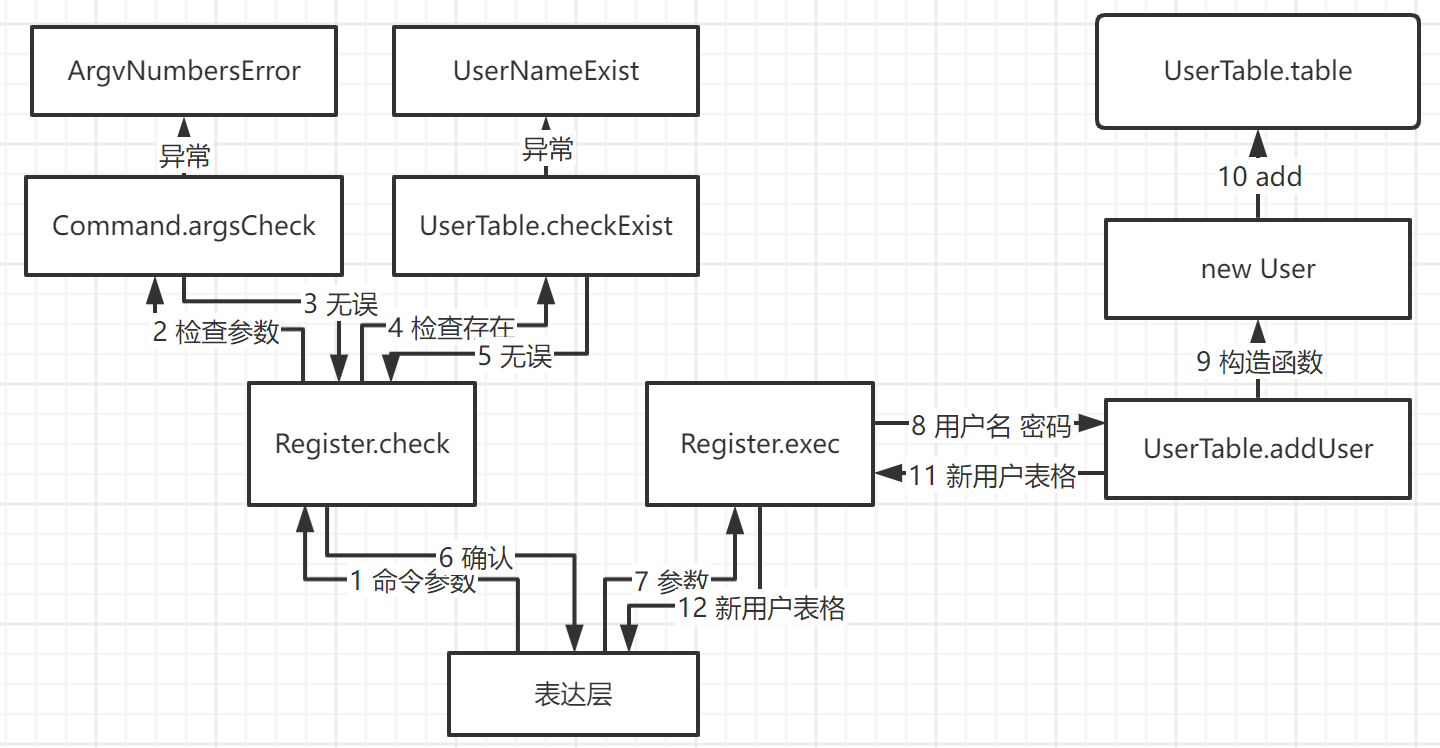 ArgvNumbersError
UserNameExist
UserTable.table
异常
异常
10 add
Command.argsCheck
UserTable.checkExist
new User
3 无误
2 检查参数
4 检查存在
5 无误
9 构造函数
Register.check
Register.exec
8 用户名 密码
UserTable.addUser
11 新用户表格
6 确认
1 命令参数
7 参数
12 新用户表格
表达层